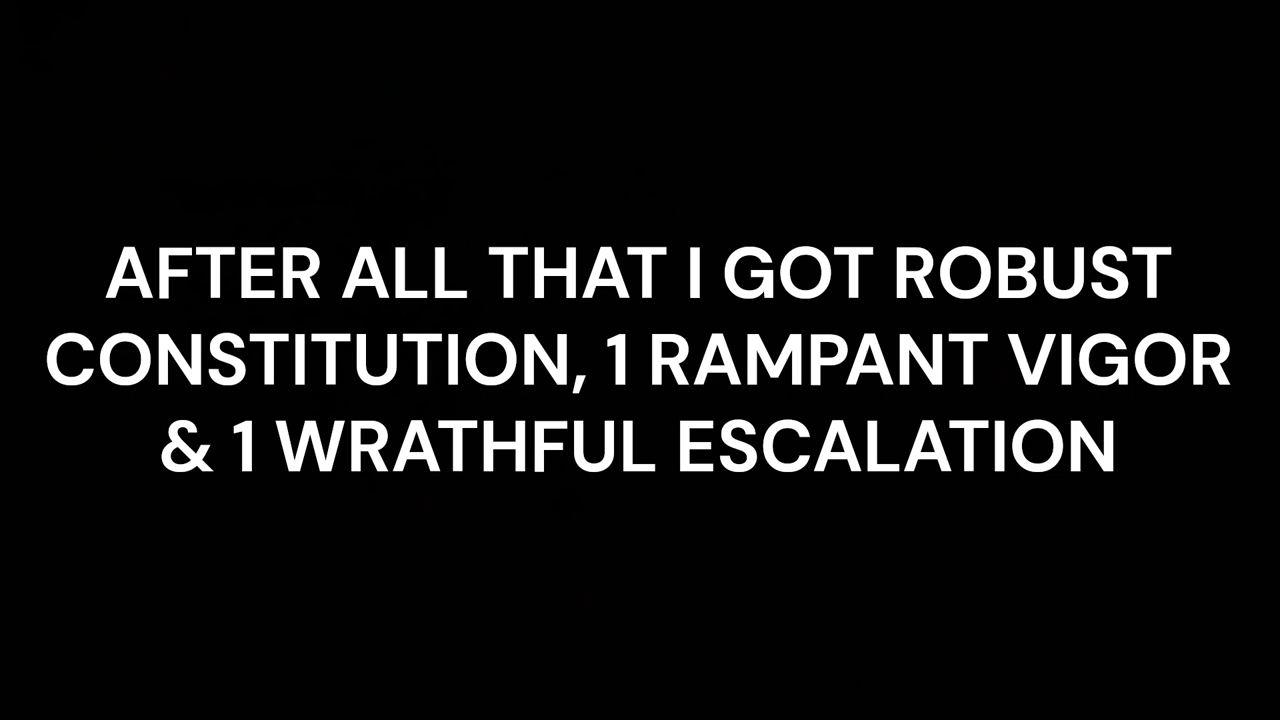 AFTER ALL THAT I GOT ROBUST
CONSTITUTION, 1 RAMPANT VIGOR
& 1 WRATHFUL ESCALATION